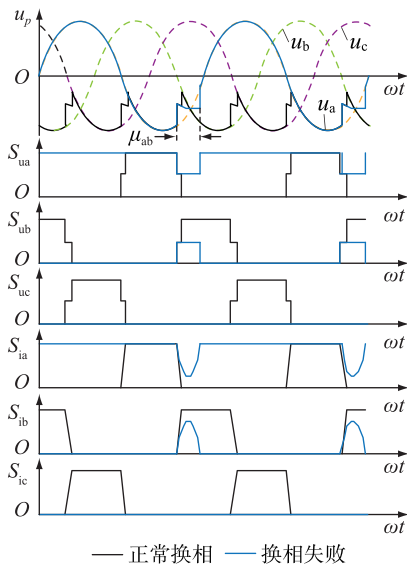 u_p
u_b
u_c
O
ωt
u_a
μ_ab
S_ua
O
ωt
S_ub
O
ωt
S_uc
O
ωt
S_ia
O
ωt
S_ib
O
ωt
S_ic
O
ωt
正常换相 换相失败